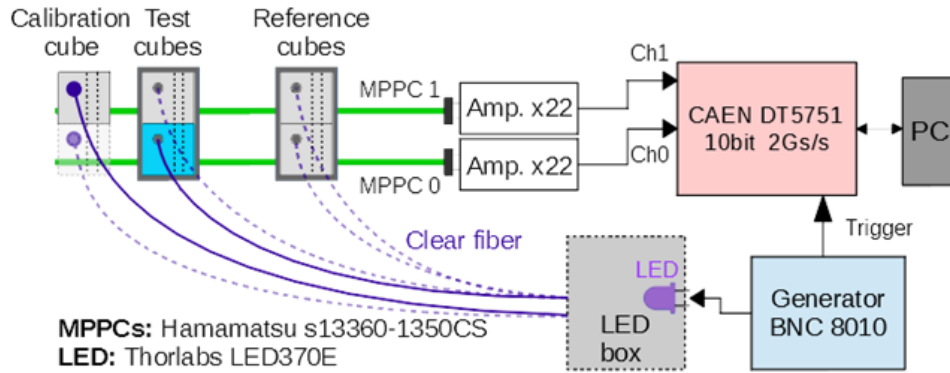 Calibration cube
Test cubes
Reference cubes
MPPC 1
MPPC 0
Amp. x22
Amp. x22
Ch1
Ch0
CAEN DT5751
10bit 2Gs/s
PC
Trigger
Clear fiber
LED
LED box
Generator
BNC 8010
MPPCs: Hamamatsu s13360-1350CS
LED: Thorlabs LED370E